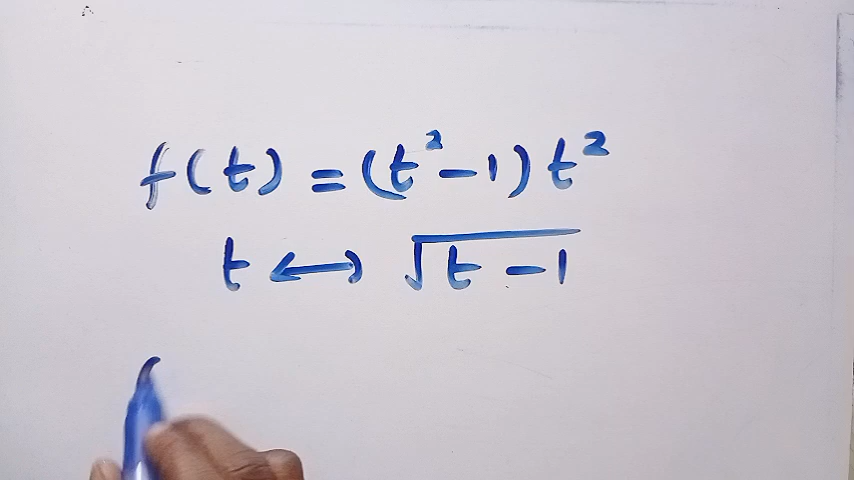 f(t) = (t²-1)t²
t ↔ √(t-1)